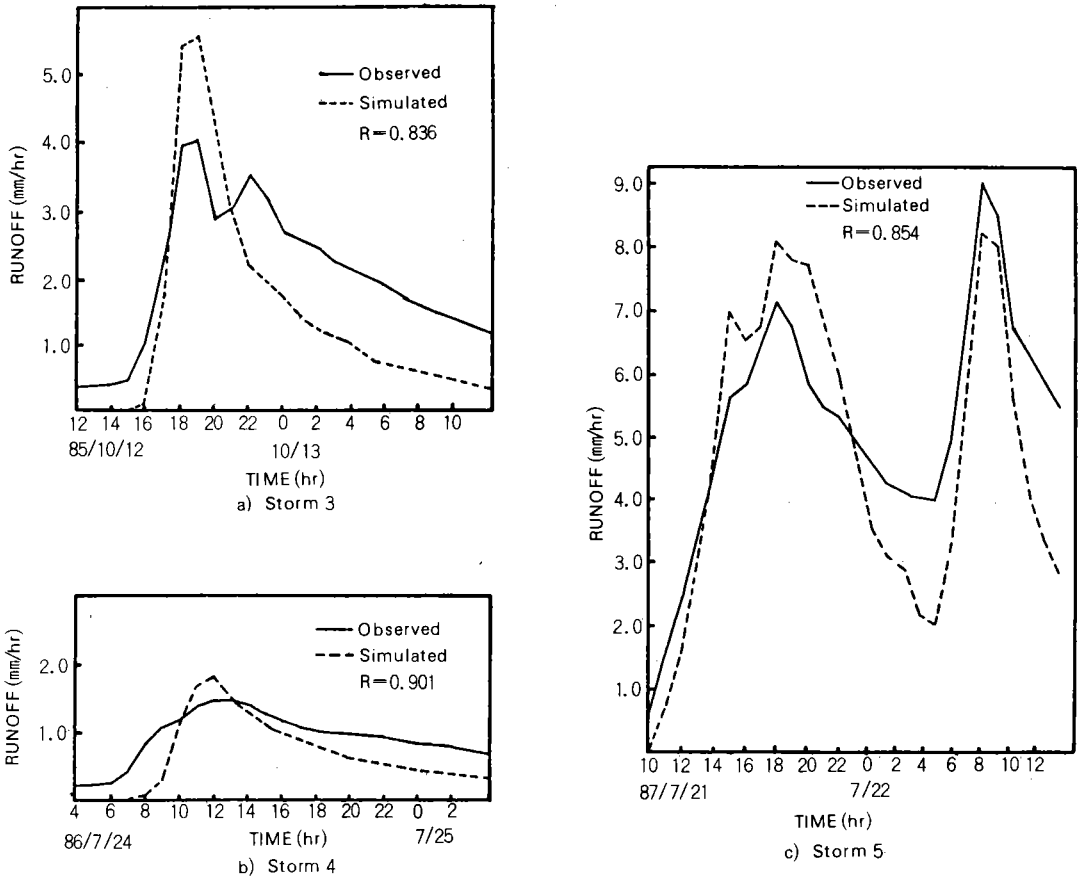 RUNOFF (mm/hr)
5.0
4.0
3.0
2.0
1.0
Observed
Simulated
R=0.836
12 14 16 18 20 22 0 2 4 6 8 10
85/10/12 10/13
TIME (hr)
a) Storm 3
RUNOFF (mm/hr)
2.0
1.0
Observed
Simulated
R=0.901
4 6 8 10 12 14 16 18 20 22 0 2
86/7/24 TIME (hr) 7/25
b) Storm 4
RUNOFF (mm/hr)
9.0
8.0
7.0
6.0
5.0
4.0
3.0
2.0
1.0
Observed
Simulated
R=0.854
10 12 14 16 18 20 22 0 2 4 6 8 10 12
87/7/21 7/22
TIME (hr)
c) Storm 5